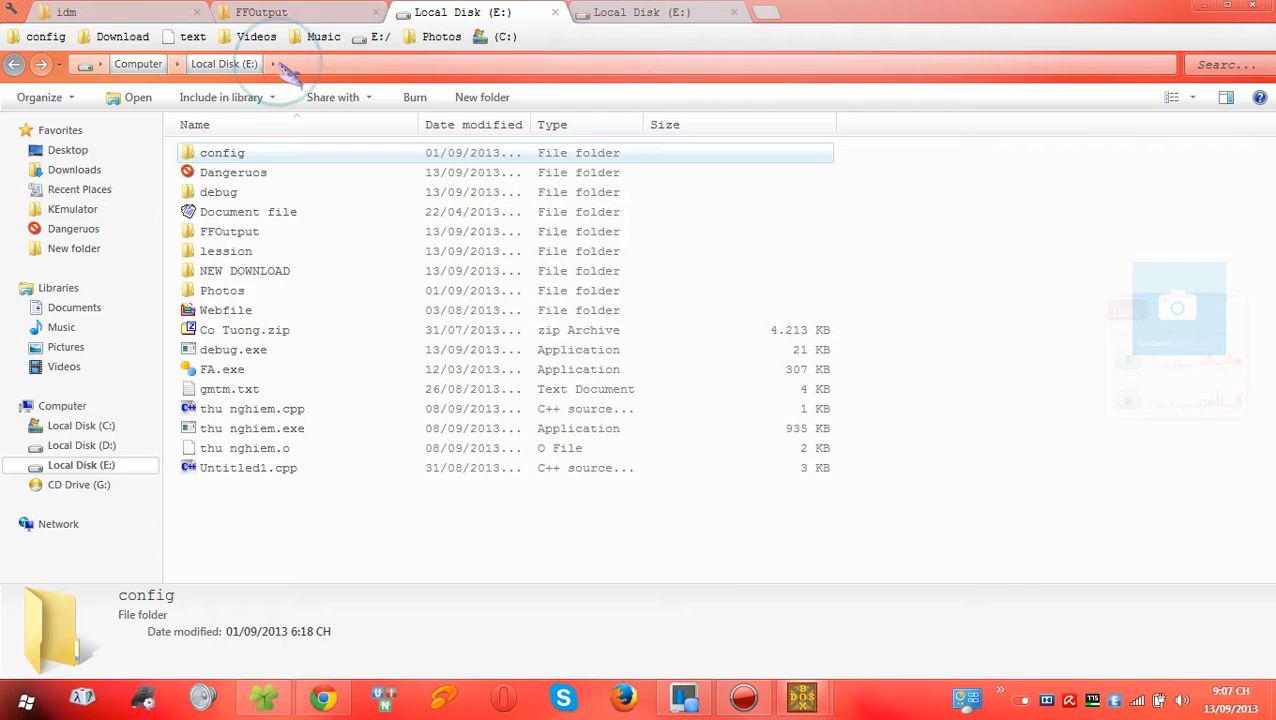 idm × FFOutput × Local Disk (E:) × Local Disk (E:) ×
config Download text Videos Music E:/ Photos (C:)
Computer Local Disk (E:) Searc...
Organize Open Include in library Share with Burn New folder
Name Date modified Type Size
Favorites
Desktop
Downloads
Recent Places
KEmulator
Dangeruos
New folder
Libraries
Documents
Music
Pictures
Videos
Computer
Local Disk (C:)
Local Disk (D:)
Local Disk (E:)
CD Drive (G:)
Network
config 01/09/2013... File folder
Dangeruos 13/09/2013... File folder
debug 13/09/2013... File folder
Document file 22/04/2013... File folder
FFOutput 13/09/2013... File folder
lession 13/09/2013... File folder
NEW DOWNLOAD 13/09/2013... File folder
Photos 01/09/2013... File folder
Webfile 03/08/2013... File folder
Co Tuong.zip 31/07/2013... zip Archive 4.213 KB
debug.exe 13/09/2013... Application 21 KB
FA.exe 12/03/2013... Application 307 KB
gmtm.txt 26/08/2013... Text Document 4 KB
thu nghiem.cpp 08/09/2013... C++ source... 1 KB
thu nghiem.exe 08/09/2013... Application 935 KB
thu nghiem.o 08/09/2013... O File 2 KB
Untitled1.cpp 31/08/2013... C++ source... 3 KB
config
File folder
Date modified: 01/09/2013 6:18 CH
9:07 CH
13/09/2013